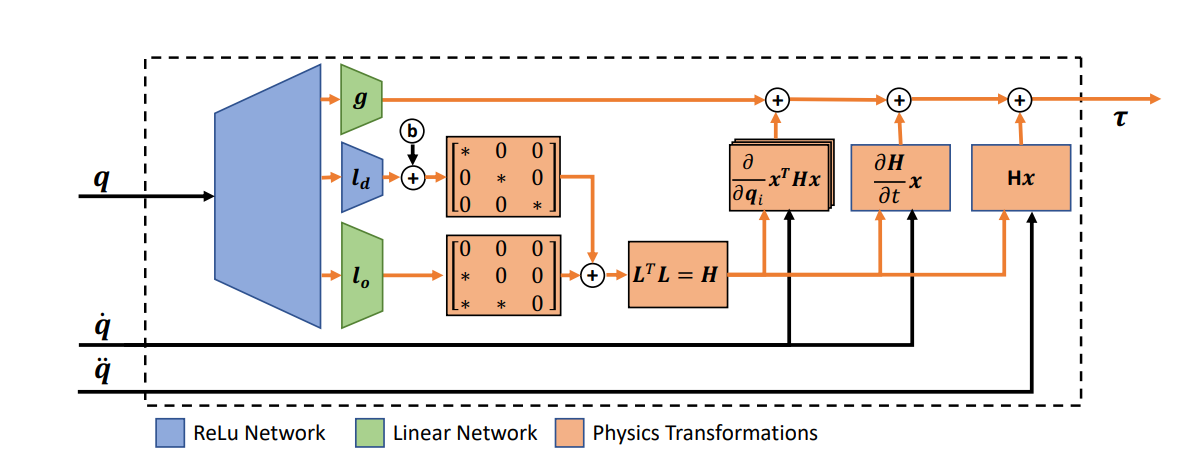 g
b
l_d
* 0 0
0 * 0
0 0 *
q
∂/∂q_i x^T H x
∂H/∂t x
Hx
τ
l_o
0 0 0
* 0 0
* * 0
L^T L = H
q̇
q̈
ReLu Network
Linear Network
Physics Transformations